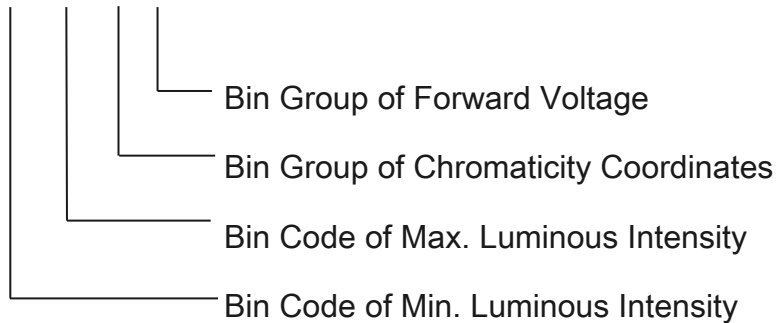 Bin Group of Forward Voltage
Bin Group of Chromaticity Coordinates
Bin Code of Max. Luminous Intensity
Bin Code of Min. Luminous Intensity